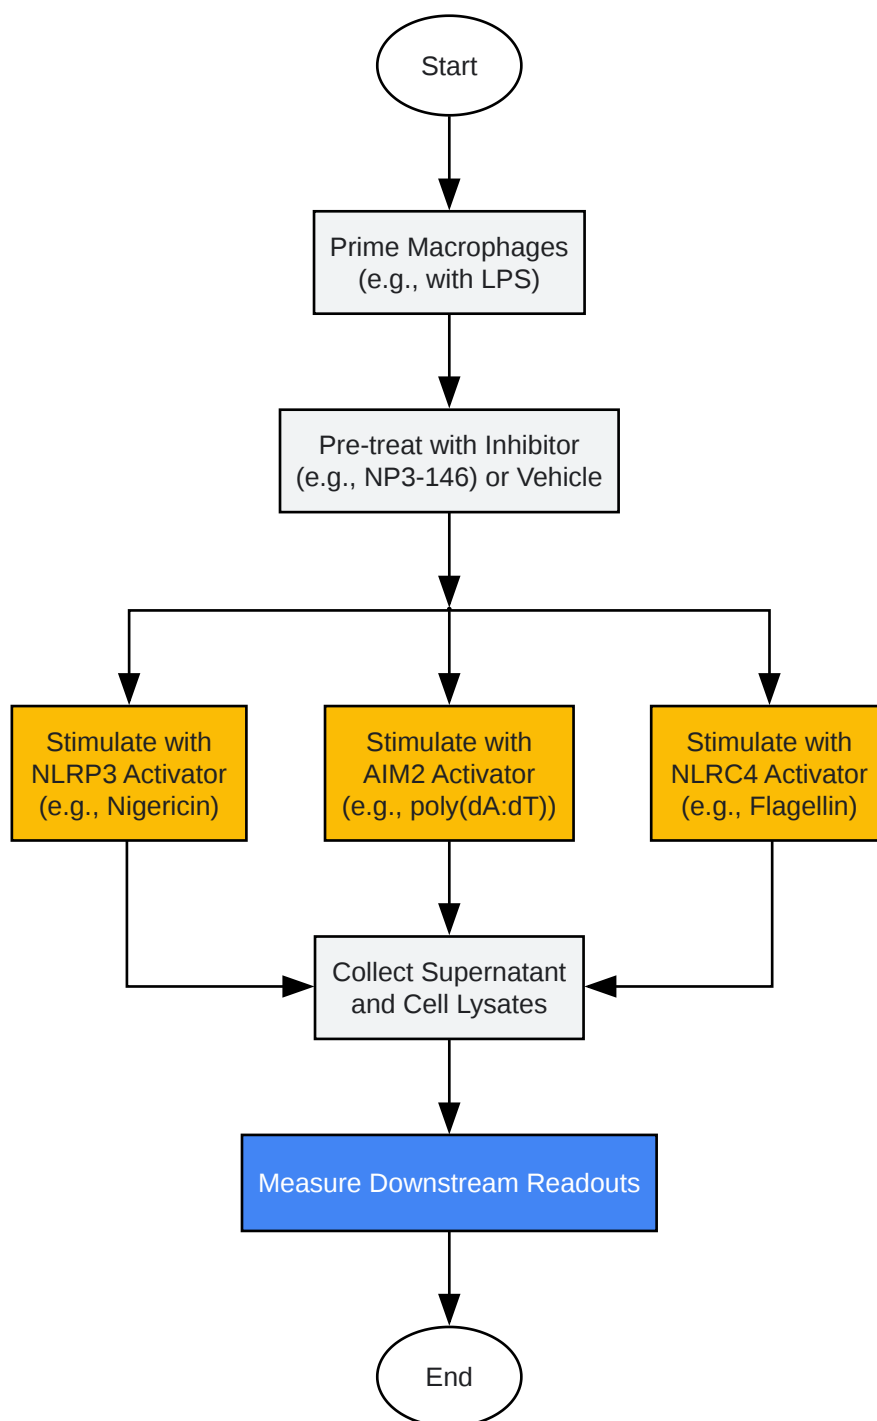 Start
Prime Macrophages
(e.g., with LPS)
Pre-treat with Inhibitor
(e.g., NP3-146) or Vehicle
Stimulate with
NLRP3 Activator
(e.g., Nigericin)
Stimulate with
AIM2 Activator
(e.g., poly(dA:dT))
Stimulate with
NLRC4 Activator
(e.g., Flagellin)
Collect Supernatant
and Cell Lysates
Measure Downstream Readouts
End